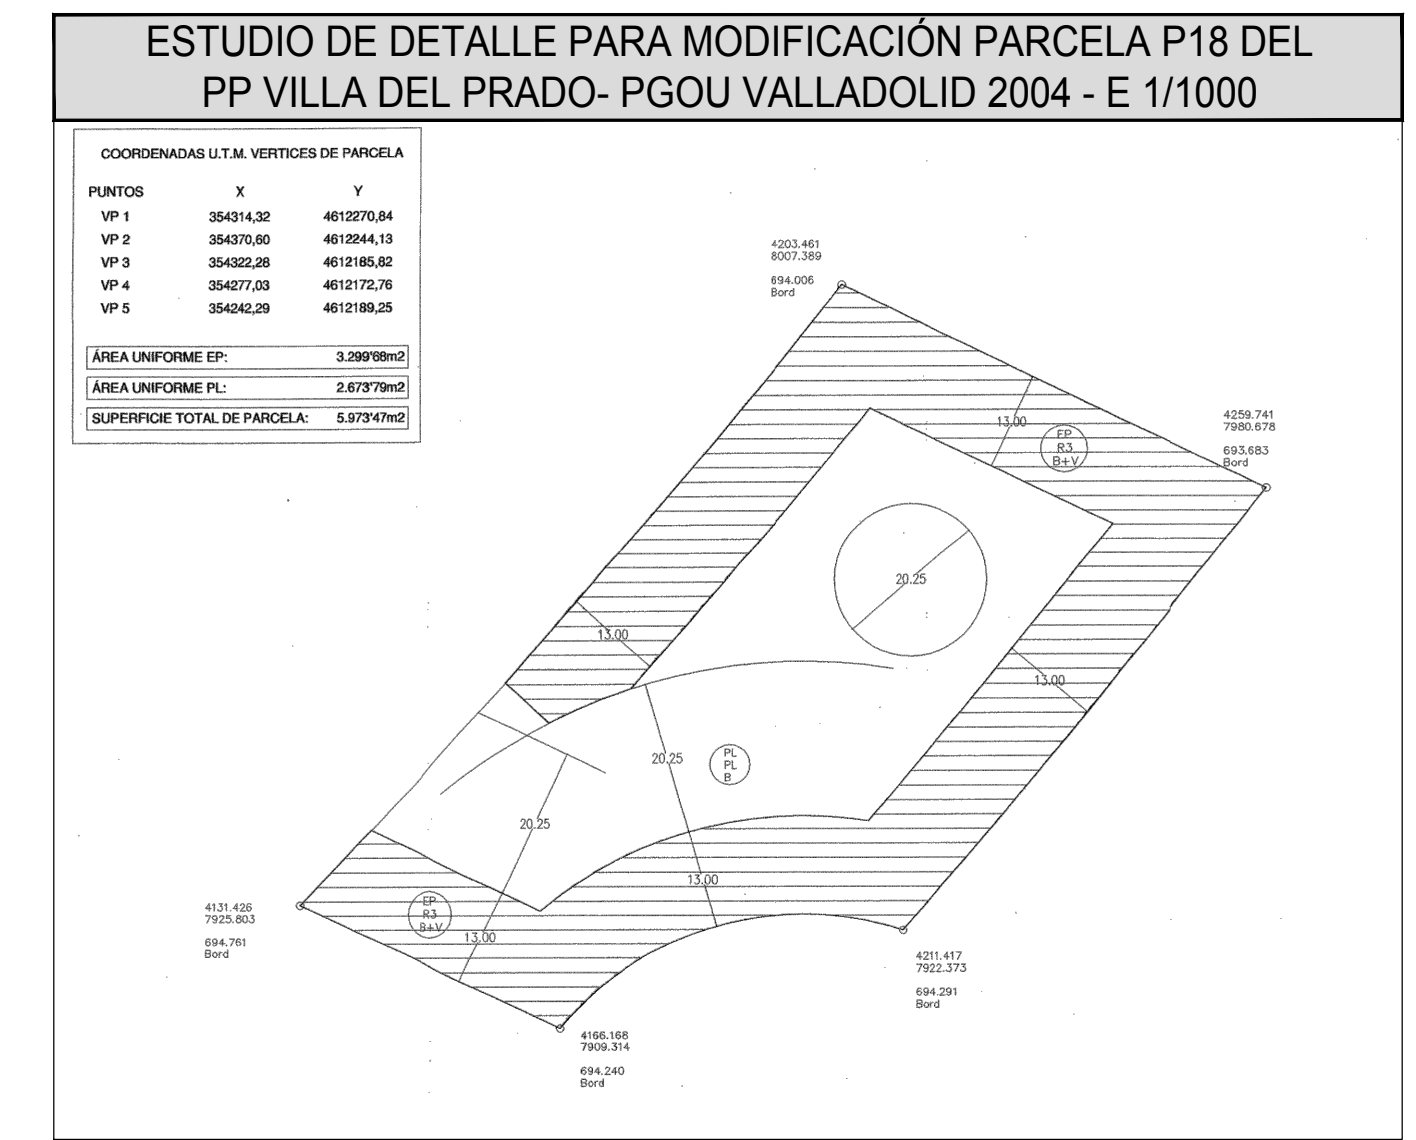 ESTUDIO DE DETALLE PARA MODIFICACIÓN PARCELA P18 DEL
PP VILLA DEL PRADO- PGOU VALLADOLID 2004 - E 1/1000
COORDENADAS U.T.M. VERTICES DE PARCELA
PUNTOS X Y
VP 1 354314,32 4612270,84
VP 2 354370,60 4612244,13
VP 3 354322,28 4612185,82
VP 4 354277,03 4612172,76
VP 5 354242,29 4612189,25
ÁREA UNIFORME EP: 3.299'68m2
ÁREA UNIFORME PL: 2.673'79m2
SUPERFICIE TOTAL DE PARCELA: 5.973'47m2
4203.461
8007.389
694.006
Bord
4259.741
7980.678
693.683
Bord
13.00
EP
R3
B+V
20.25
13.00
13.00
20.25
PL
PL
B
20.25
13.00
EP
R3
B+V
13.00
4131.426
7925.803
694.761
Bord
4211.417
7922.373
694.291
Bord
4166.168
7909.314
694.240
Bord